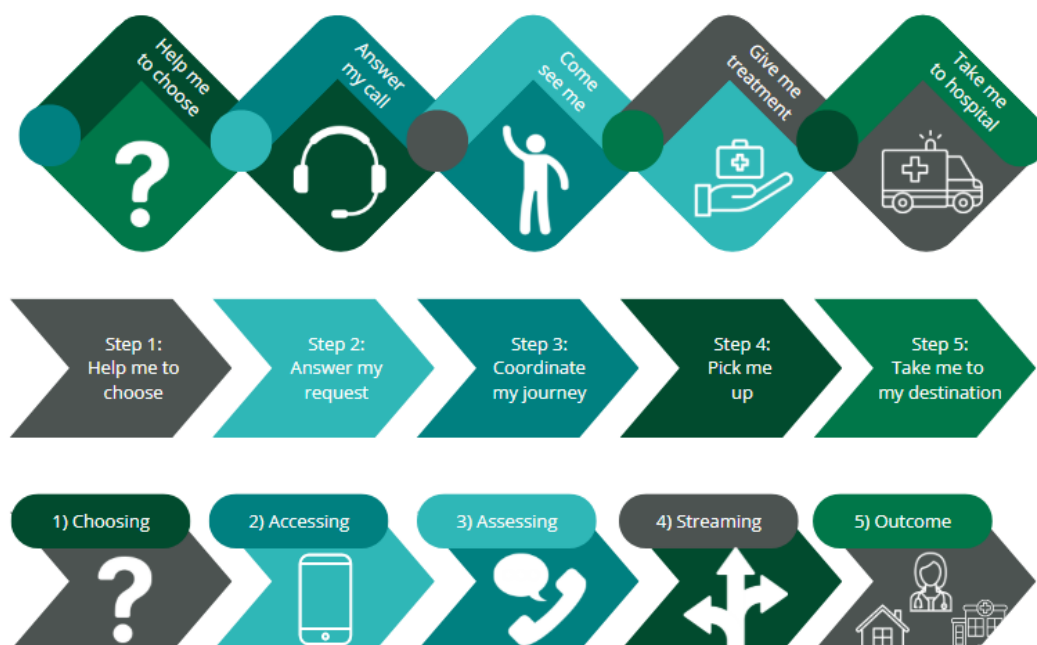 Help me
to choose
Answer
my call
Come
see me
Give me
treatment
Take me
to hospital
Step 1:
Help me to
choose
Step 2:
Answer my
request
Step 3:
Coordinate
my journey
Step 4:
Pick me
up
Step 5:
Take me to
my destination
1) Choosing
2) Accessing
3) Assessing
4) Streaming
5) Outcome